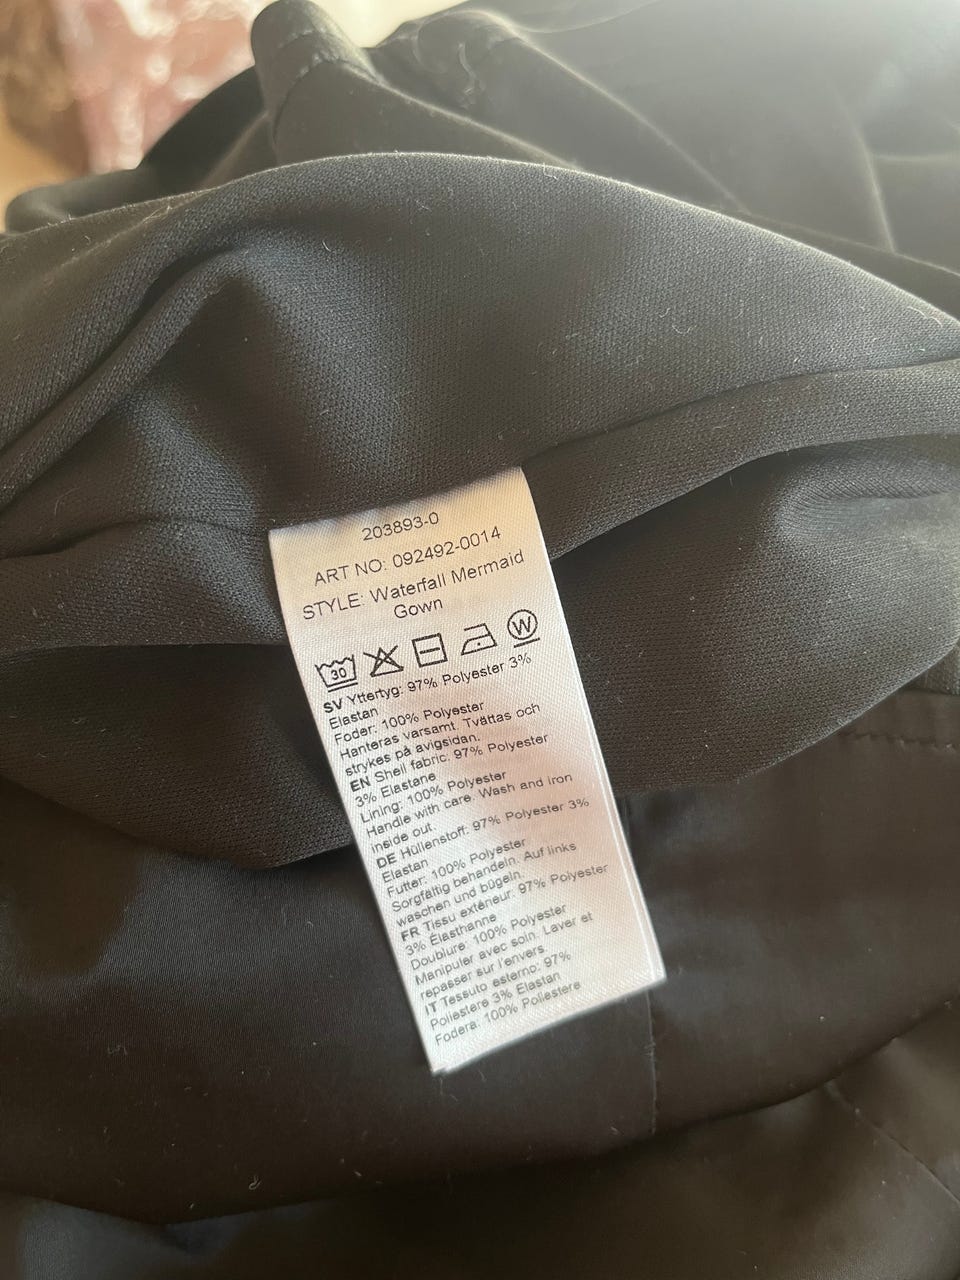 203893-0
ART NO: 092492-0014
STYLE: Waterfall Mermaid
Gown
30 W
SV Yttertyg: 97% Polyester 3%
Elastan
Foder: 100% Polyester
Hanteras varsamt. Tvättas och
strykes på avigsidan.
EN Shell fabric: 97% Polyester
3% Elastane
Lining: 100% Polyester
Handle with care. Wash and iron
inside out.
DE Hüllenstoff: 97% Polyester 3%
Elastan
Futter: 100% Polyester
Sorgfältig behandeln. Auf links
waschen und bügeln.
FR Tissu extérieur: 97% Polyester
3% Élasthanne
Doublure: 100% Polyester
Manipuler avec soin. Laver et
repasser sur l'envers.
IT Tessuto esterno: 97%
Poliestere 3% Elastan
Fodera: 100% Poliestere